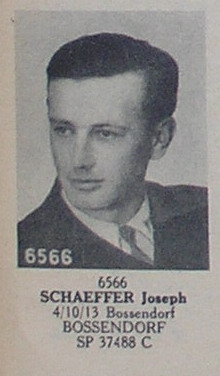 6566
6566
SCHAEFFER Joseph
4/10/13 Bossendorf
BOSSENDORF
SP 37488 C